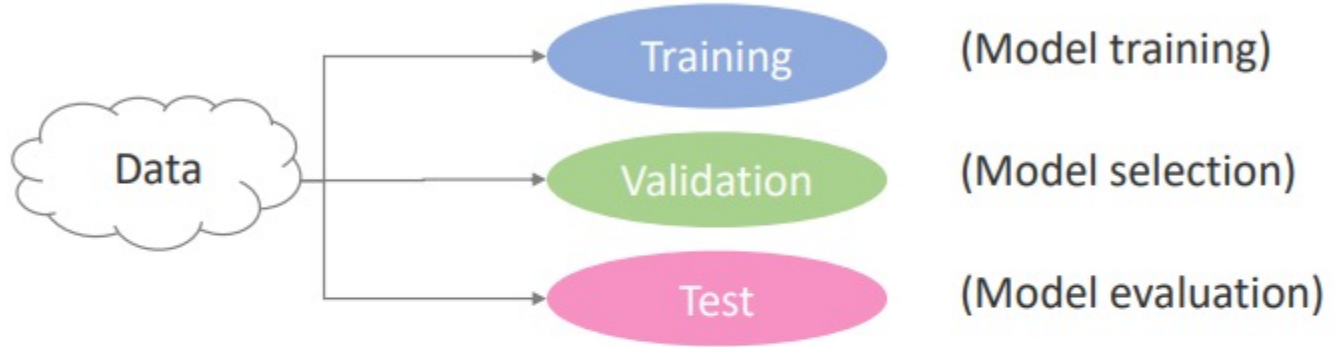 Training (Model training)
Data
Validation (Model selection)
Test (Model evaluation)